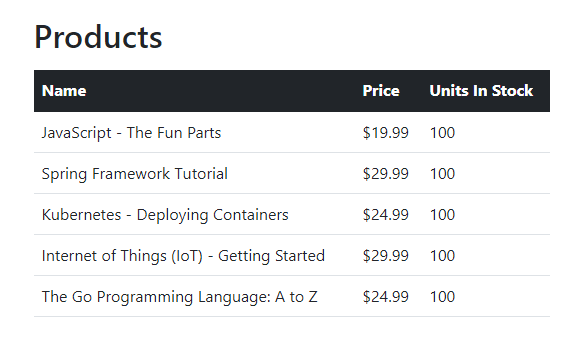 Products
Name Price Units In Stock
JavaScript - The Fun Parts $19.99 100
Spring Framework Tutorial $29.99 100
Kubernetes - Deploying Containers $24.99 100
Internet of Things (IoT) - Getting Started $29.99 100
The Go Programming Language: A to Z $24.99 100